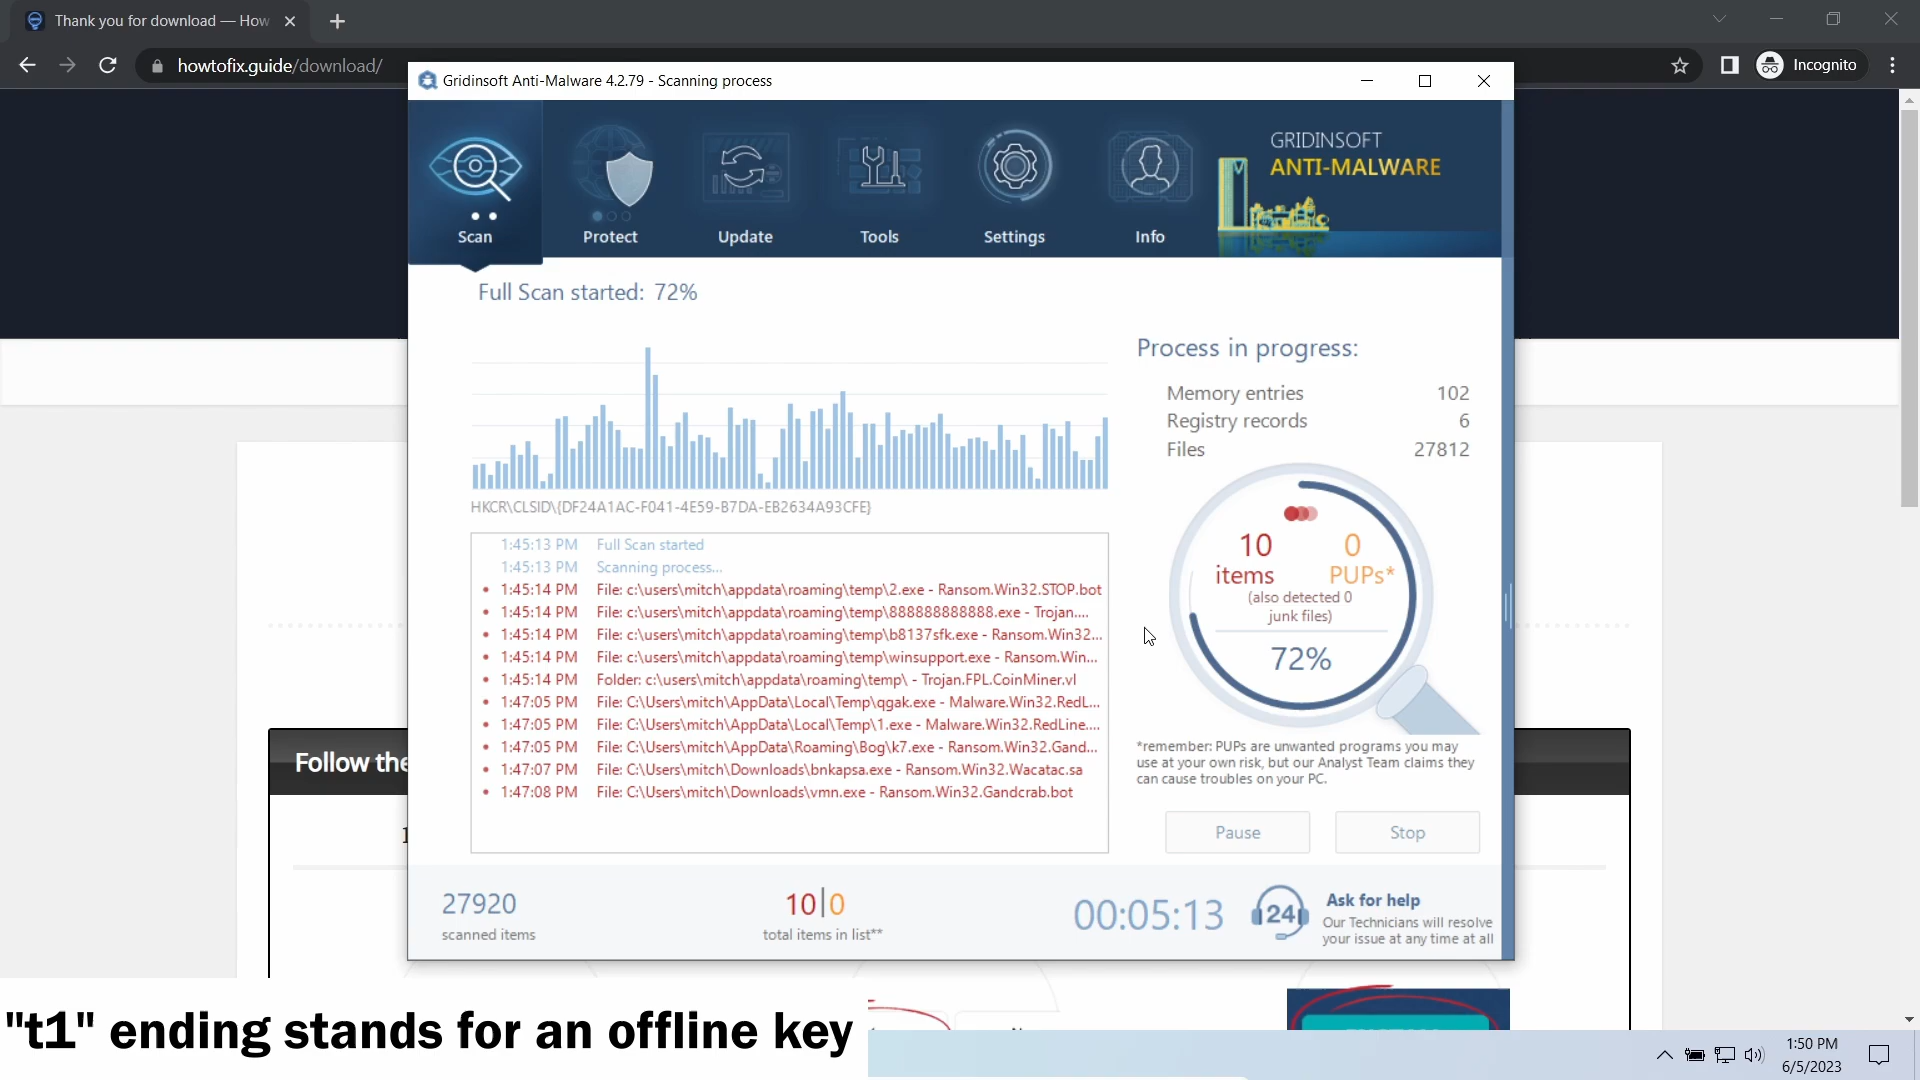 Thank you for download — How
howtofix.guide/download/
Incognito
Gridinsoft Anti-Malware 4.2.79 - Scanning process
Scan
Protect
Update
Tools
Settings
Info
GRIDINSOFT
ANTI-MALWARE
Full Scan started: 72%
HKCR\CLSID\{DF24A1AC-F041-4E59-B7DA-EB2634A93CFE}
1:45:13 PM Full Scan started
1:45:13 PM Scanning process...
1:45:14 PM File: c:\users\mitch\appdata\roaming\temp\2.exe - Ransom.Win32.STOP.bot
1:45:14 PM File: c:\users\mitch\appdata\roaming\temp\888888888888.exe - Trojan....
1:45:14 PM File: c:\users\mitch\appdata\roaming\temp\b8137sfk.exe - Ransom.Win32...
1:45:14 PM File: c:\users\mitch\appdata\roaming\temp\winsupport.exe - Ransom.Win...
1:45:14 PM Folder: c:\users\mitch\appdata\roaming\temp\ - Trojan.FPL.CoinMiner.vl
1:47:05 PM File: C:\Users\mitch\AppData\Local\Temp\qgak.exe - Malware.Win32.RedL...
1:47:05 PM File: C:\Users\mitch\AppData\Local\Temp\1.exe - Malware.Win32.RedLine....
1:47:05 PM File: C:\Users\mitch\AppData\Roaming\Bog\k7.exe - Ransom.Win32.Gand...
1:47:07 PM File: C:\Users\mitch\Downloads\bnkapsa.exe - Ransom.Win32.Wacatac.sa
1:47:08 PM File: C:\Users\mitch\Downloads\vmn.exe - Ransom.Win32.Gandcrab.bot
Process in progress:
Memory entries 102
Registry records 6
Files 27812
10 0
items PUPs*
(also detected 0
junk files)
72%
*remember: PUPs are unwanted programs you may
use at your own risk, but our Analyst Team claims they
can cause troubles on your PC.
Pause
Stop
27920
scanned items
10|0
total items in list**
00:05:13
24
Ask for help
Our Technicians will resolve
your issue at any time at all
Follow the
1
"t1" ending stands for an offline key
1:50 PM
6/5/2023